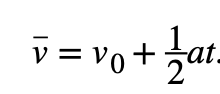 v̄ = v₀ + ½at.